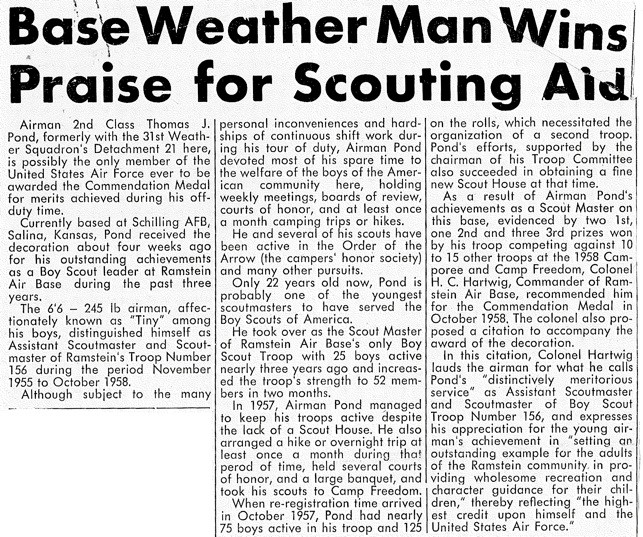 Base Weather Man Wins
Praise for Scouting Aid
Airman 2nd Class Thomas J.
Pond, formerly with the 31st Weath-
er Squadron's Detachment 21 here,
is possibly the only member of the
United States Air Force ever to be
awarded the Commendation Medal
for merits achieved during his off-
duty time.
Currently based at Schilling AFB,
Salina, Kansas, Pond received the
decoration about four weeks ago
for his outstanding achievements
as a Boy Scout leader at Ramstein
Air Base during the past three
years.
The 6'6 – 245 lb airman, affec-
tionately known as "Tiny" among
his boys, distinguished himself as
Assistant Scoutmaster and Scout-
master of Ramstein's Troop Number
156 during the period November
1955 to October 1958.
Although subject to the many
personal inconveniences and hard-
ships of continuous shift work dur-
ing his tour of duty, Airman Pond
devoted most of his spare time to
the welfare of the boys of the Amer-
ican community here, holding
weekly meetings, boards of review,
courts of honor, and at least once
a month camping trips or hikes.
He and several of his scouts have
been active in the Order of the
Arrow (the campers' honor society)
and many other pursuits.
Only 22 years old now, Pond is
probably one of the youngest
scoutmasters to have served the
Boy Scouts of America.
He took over as the Scout Master
of Ramstein Air Base's only Boy
Scout Troop with 25 boys active
nearly three years ago and increas-
ed the troop's strength to 52 mem-
bers in two months.
In 1957, Airman Pond managed
to keep his troops active despite
the lack of a Scout House. He also
arranged a hike or overnight trip at
least once a month during that
perod of time, held several courts
of honor, and a large banquet, and
took his scouts to Camp Freedom.
When re-registration time arrived
in October 1957, Pond had nearly
75 boys active in his troop and 125
on the rolls, which necessitated the
organization of a second troop.
Pond's efforts, supported by the
chairman of his Troop Committee
also succeeded in obtaining a fine
new Scout House at that time.
As a result of Airman Pond's
achievements as a Scout Master on
this base, evidenced by two 1st,
one 2nd and three 3rd prizes won
by his troop competing against 10
to 15 other troops at the 1958 Cam-
poree and Camp Freedom, Colonel
H. C. Hartwig, Commander of Ram-
stein Air Base, recommended him
for the Commendation Medal in
October 1958. The colonel also pro-
posed a citation to accompany the
award of the decoration.
In this citation, Colonel Hartwig
lauds the airman for what he calls
Pond's "distinctively meritorious
service" as Assistant Scoutmaster
and Scoutmaster of Boy Scout
Troop Number 156, and expresses
his appreciation for the young air-
man's achievement in "setting an
outstanding example for the adults
of the Ramstein community in pro-
viding wholesome recreation and
character guidance for their chil-
dren," thereby reflecting "the high-
est credit upon himself and the
United States Air Force."